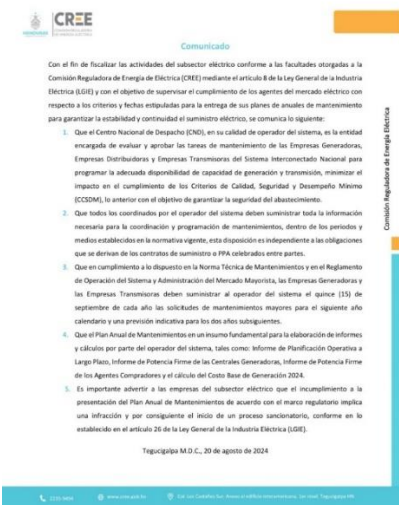 CREE
Comunicado
Con el fin de fiscalizar las actividades del subsector eléctrico conforme a las facultades otorgadas a la
Comisión Reguladora de Energía de Eléctrica (CREE) mediante el artículo 8 de la Ley General de la Industria
Eléctrica (LGIE) y con el objetivo de supervisar el cumplimiento de los agentes del mercado eléctrico con
respecto a los criterios y fechas estipuladas para la entrega de sus planes de anuales de mantenimiento
para garantizar la estabilidad y continuidad el suministro eléctrico, se comunica lo siguiente:
1. Que el Centro Nacional de Despacho (CND), en su calidad de operador del sistema, es la entidad
encargada de evaluar y aprobar las tareas de mantenimiento de las Empresas Generadoras,
Empresas Distribuidoras y Empresas Transmisoras del Sistema Interconectado Nacional para
programar la adecuada disponibilidad de capacidad de generación y transmisión, minimizar el
impacto en el cumplimiento de los Criterios de Calidad, Seguridad y Desempeño Mínimo
(CCSDM), lo anterior con el objetivo de garantizar la seguridad del abastecimiento.
2. Que todos los coordinados por el operador del sistema deben suministrar toda la información
necesaria para la coordinación y programación de mantenimientos, dentro de los periodos y
medios establecidos en la normativa vigente, esta disposición es independiente a las obligaciones
que se derivan de los contratos de suministro o PPA celebrados entre partes.
3. Que en cumplimiento a lo dispuesto en la Norma Técnica de Mantenimientos y en el Reglamento
de Operación del Sistema y Administración del Mercado Mayorista, las Empresas Generadoras y
las Empresas Transmisoras deben suministrar al operador del sistema el quince (15) de
septiembre de cada año las solicitudes de mantenimientos mayores para el siguiente año
calendario y una previsión indicativa para los dos años subsiguientes.
4. Que el Plan Anual de Mantenimientos en un insumo fundamental para la elaboración de informes
y cálculos por parte del operador del sistema, tales como: Informe de Planificación Operativa a
Largo Plazo, Informe de Potencia Firme de las Centrales Generadoras, Informe de Potencia Firme
de los Agentes Compradores y el cálculo del Costo Base de Generación 2024.
5. Es importante advertir a las empresas del subsector eléctrico que el incumplimiento a la
presentación del Plan Anual de Mantenimientos de acuerdo con el marco regulatorio implica
una infracción y por consiguiente el inicio de un proceso sancionatorio, conforme en lo
establecido en el artículo 26 de la Ley General de la Industria Eléctrica (LGIE).
Tegucigalpa M.D.C., 20 de agosto de 2024
Comisión Reguladora de Energía Eléctrica